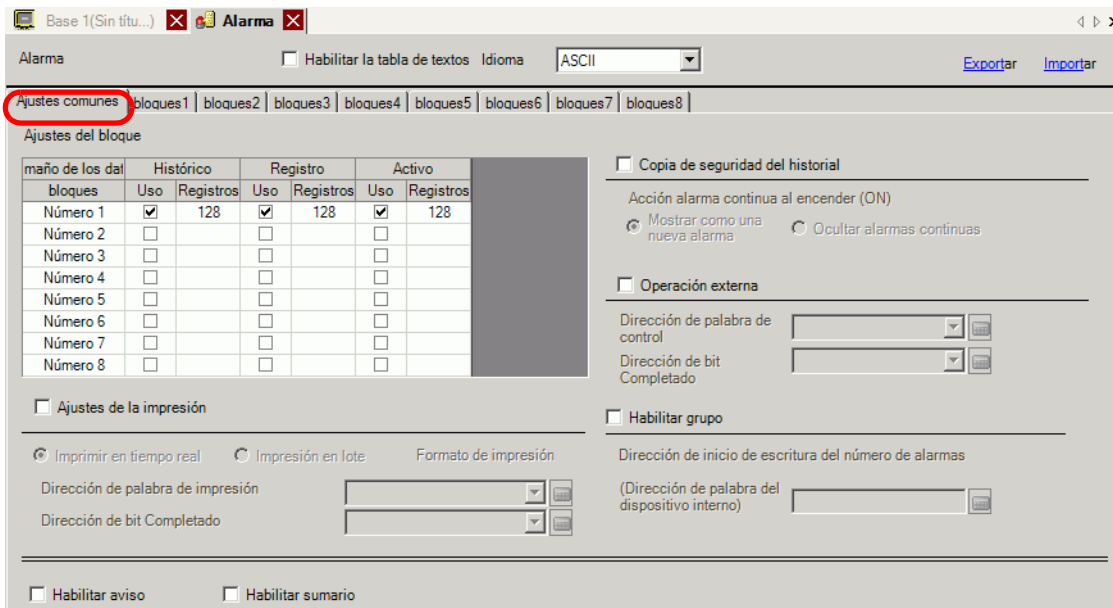 Base 1(Sin títu...) Alarma
Alarma Habilitar la tabla de textos Idioma ASCII Exportar Importar
Ajustes comunes bloques1 bloques2 bloques3 bloques4 bloques5 bloques6 bloques7 bloques8
Ajustes del bloque
maño de los dat Histórico Registro Activo
bloques Uso Registros Uso Registros Uso Registros
Número 1 128 128 128
Número 2
Número 3
Número 4
Número 5
Número 6
Número 7
Número 8
Ajustes de la impresión
Imprimir en tiempo real Impresión en lote Formato de impresión
Dirección de palabra de impresión
Dirección de bit Completado
Copia de seguridad del historial
Acción alarma continua al encender (ON)
Mostrar como una
nueva alarma
Ocultar alarmas continuas
Operación externa
Dirección de palabra de
control
Dirección de bit
Completado
Habilitar grupo
Dirección de inicio de escritura del número de alarmas
(Dirección de palabra del
dispositivo interno)
Habilitar aviso Habilitar sumario